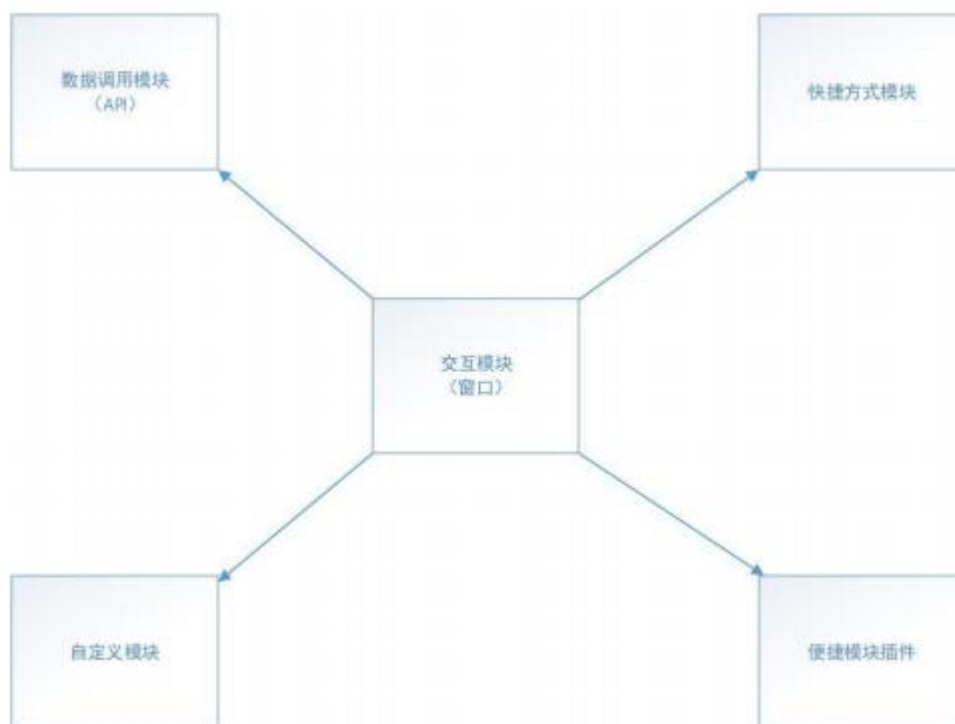 数据调用模块
（API）
快捷方式模块
交互模块
（窗口）
自定义模块
便捷模块插件